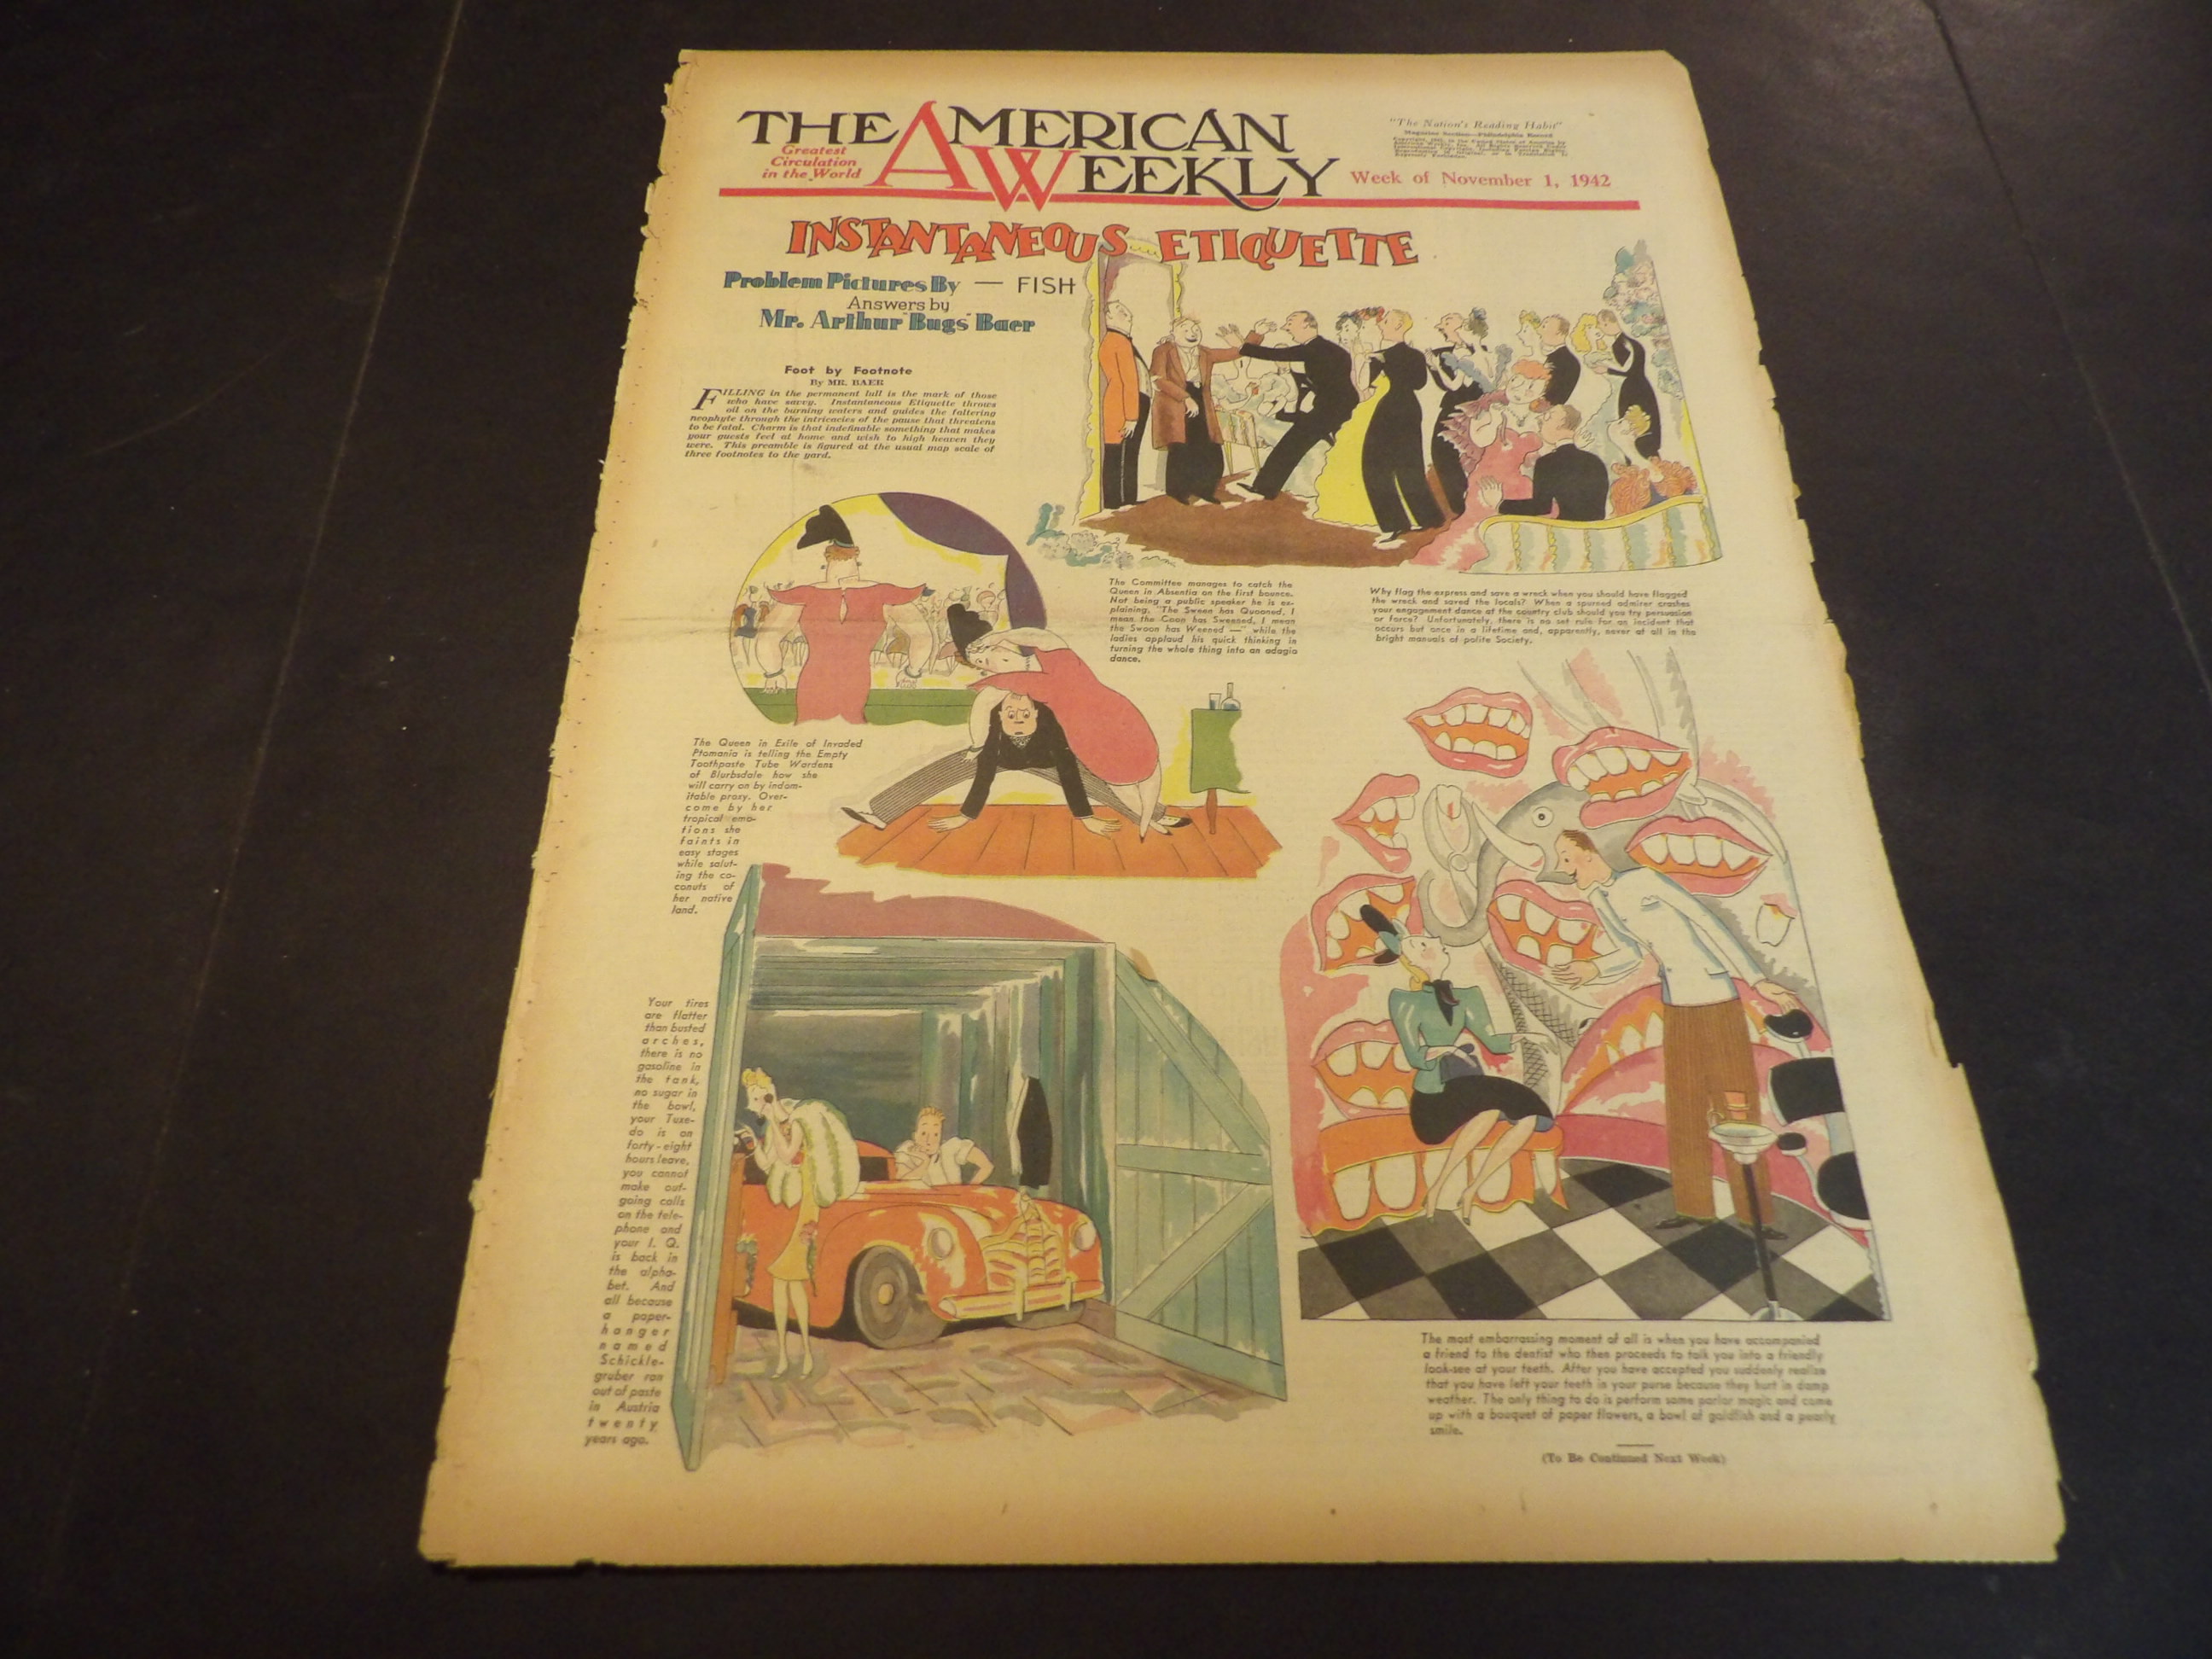 THE AMERICAN WEEKLY
Greatest
Circulation
in the World
"The Nation's Reading Habit"
Magazine Section—Philadelphia Record
Week of November 1, 1942
INSTANTANEOUS ETIQUETTE
Problem Pictures By — FISH
Answers by
Mr. Arthur "Bugs" Baer
Foot by Footnote
By MR. BAER
FILLING in the permanent lull is the mark of those
who have savvy. Instantaneous Etiquette throws
oil on the burning waters and guides the faltering
neophyte through the intricacies of the pause that threatens
to be fatal. Charm is that indefinable something that makes
your guests feel at home and wish to high heaven they
were. This preamble is figured at the usual map scale of
three footnotes to the yard.
The Committee manages to catch the
Queen in Absentia on the first bounce.
Not being a public speaker he is ex-
plaining, "The Sween has Quooned, I
mean the Coon has Sweened, I mean
the Swoon has Weened —" while the
ladies applaud his quick thinking in
turning the whole thing into an adagio
dance.
Why flag the express and save a wreck when you should have flagged
the wreck and saved the locals? When a spurned admirer crashes
your engagement dance at the country club should you try persuasion
or force? Unfortunately, there is no set rule for an incident that
occurs but once in a lifetime and, apparently, never at all in the
bright manuals of polite Society.
The Queen in Exile of Invaded
Ptomania is telling the Empty
Toothpaste Tube Wardens
of Blurbsdale how she
will carry on by indom-
itable proxy. Over-
come by her
tropical emo-
tions she
faints in
easy stages
while salut-
ing the co-
conuts of
her native
land.
Your tires
are flatter
than busted
arches,
there is no
gasoline in
the tank,
no sugar in
the bowl,
your Tuxe-
do is on
forty-eight
hours leave,
you cannot
make out-
going calls
on the tele-
phone and
your I. Q.
is back in
the alpha-
bet. And
all because
a paper-
hanger
named
Schickle-
gruber ran
out of paste
in Austria
twenty
years ago.
The most embarrassing moment of all is when you have accompanied
a friend to the dentist who then proceeds to talk you into a friendly
look-see at your teeth. After you have accepted you suddenly realize
that you have left your teeth in your purse because they hurt in damp
weather. The only thing to do is perform some parlor magic and come
up with a bouquet of paper flowers, a bowl of goldfish and a pearly
smile.
(To Be Continued Next Week)